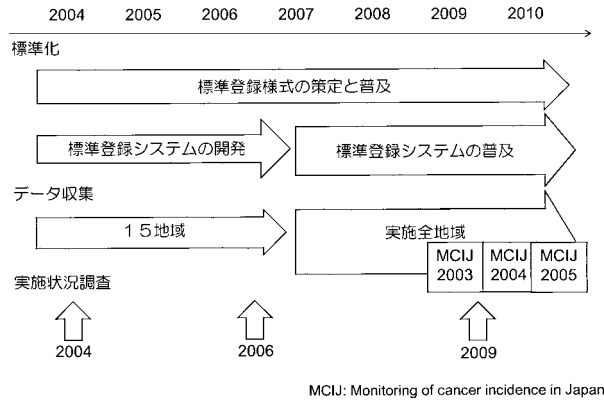 2004 2005 2006 2007 2008 2009 2010
標準化
標準登録様式の策定と普及
標準登録システムの開発 標準登録システムの普及
データ収集
15地域 実施全地域
MCIJ MCIJ MCIJ
2003 2004 2005
実施状況調査
2004 2006 2009
MCIJ: Monitoring of cancer incidence in Japan